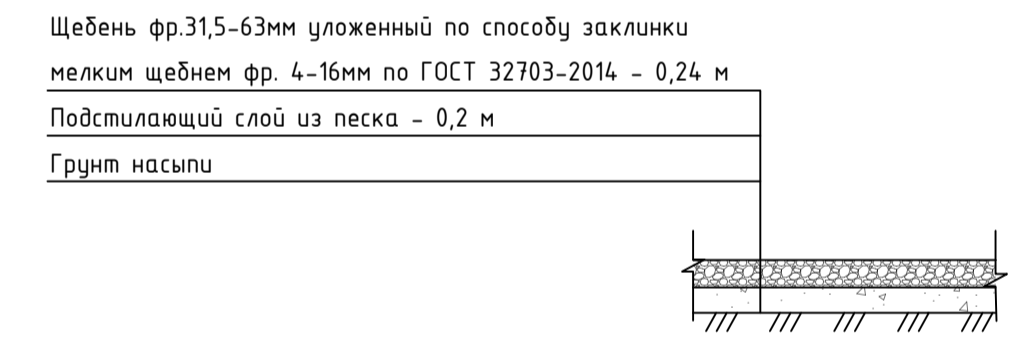 Щебень фр.31,5-63мм уложенный по способу заклинки
мелким щебнем фр. 4-16мм по ГОСТ 32703-2014 - 0,24 м
Подстилающий слой из песка - 0,2 м
Грунт насыпи